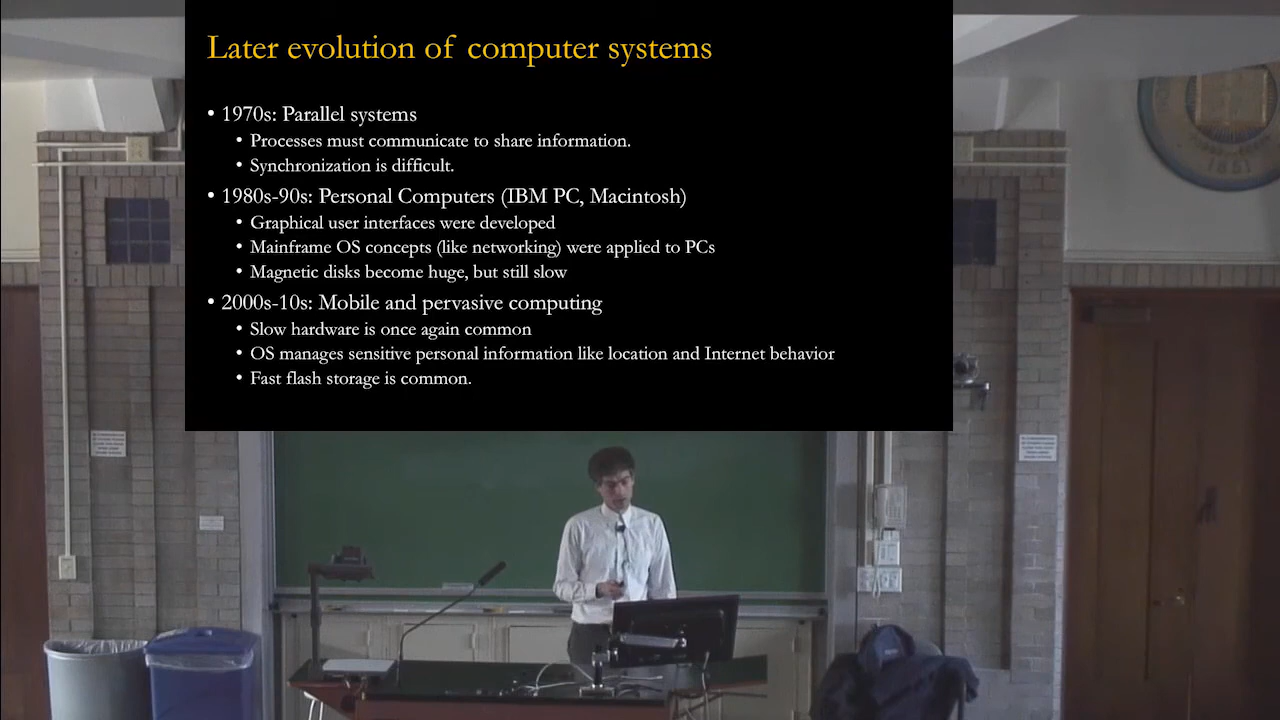 Later evolution of computer systems
• 1970s: Parallel systems
• Processes must communicate to share information.
• Synchronization is difficult.
• 1980s-90s: Personal Computers (IBM PC, Macintosh)
• Graphical user interfaces were developed
• Mainframe OS concepts (like networking) were applied to PCs
• Magnetic disks become huge, but still slow
• 2000s-10s: Mobile and pervasive computing
• Slow hardware is once again common
• OS manages sensitive personal information like location and Internet behavior
• Fast flash storage is common.
1881